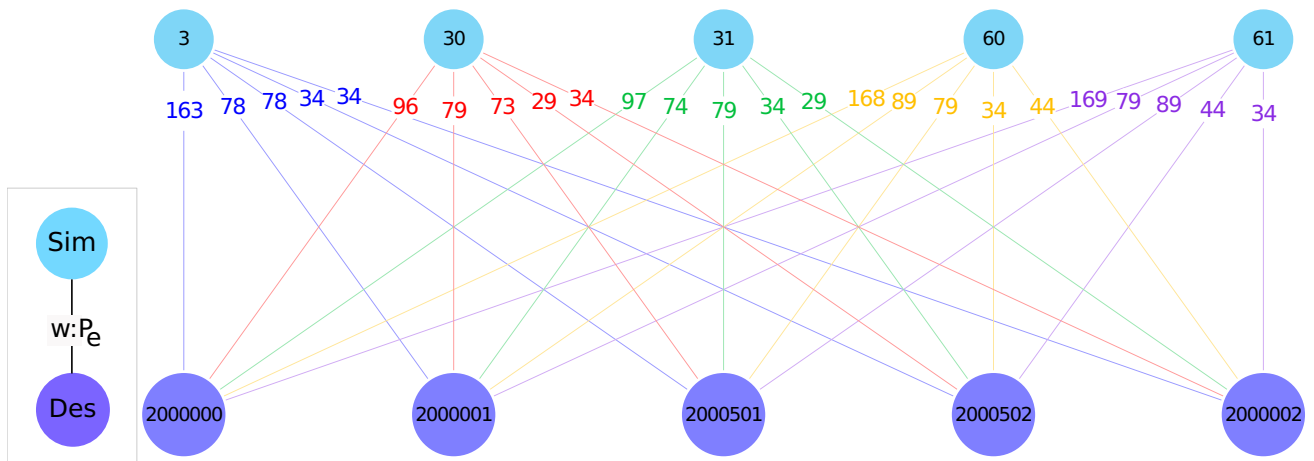 3 30 31 60 61
163 78 78 34 34 96 79 73 29 34 97 74 79 34 29 168 89 79 34 44 169 79 89 44 34
Sim
w:Pe
Des
2000000 2000001 2000501 2000502 2000002